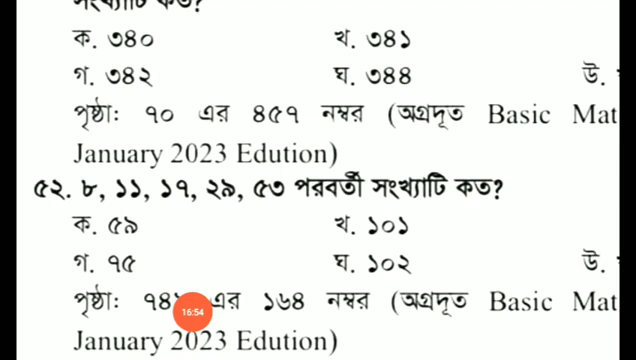 সংখ্যাটি কত?
ক. ৩৪০ খ. ৩৪১
গ. ৩৪২ ঘ. ৩৪৪ উ.
পৃষ্ঠা: ৭০ এর ৪৫৭ নম্বর (অগ্রদূত Basic Mat
January 2023 Edution)
৫২. ৮, ১১, ১৭, ২৯, ৫৩ পরবর্তী সংখ্যাটি কত?
ক. ৫৯ খ. ১০১
গ. ৭৫ ঘ. ১০২ উ.
পৃষ্ঠা: এর ১৬৪ নম্বর (অগ্রদূত Basic Mat
16:54
January 2023 Edution)